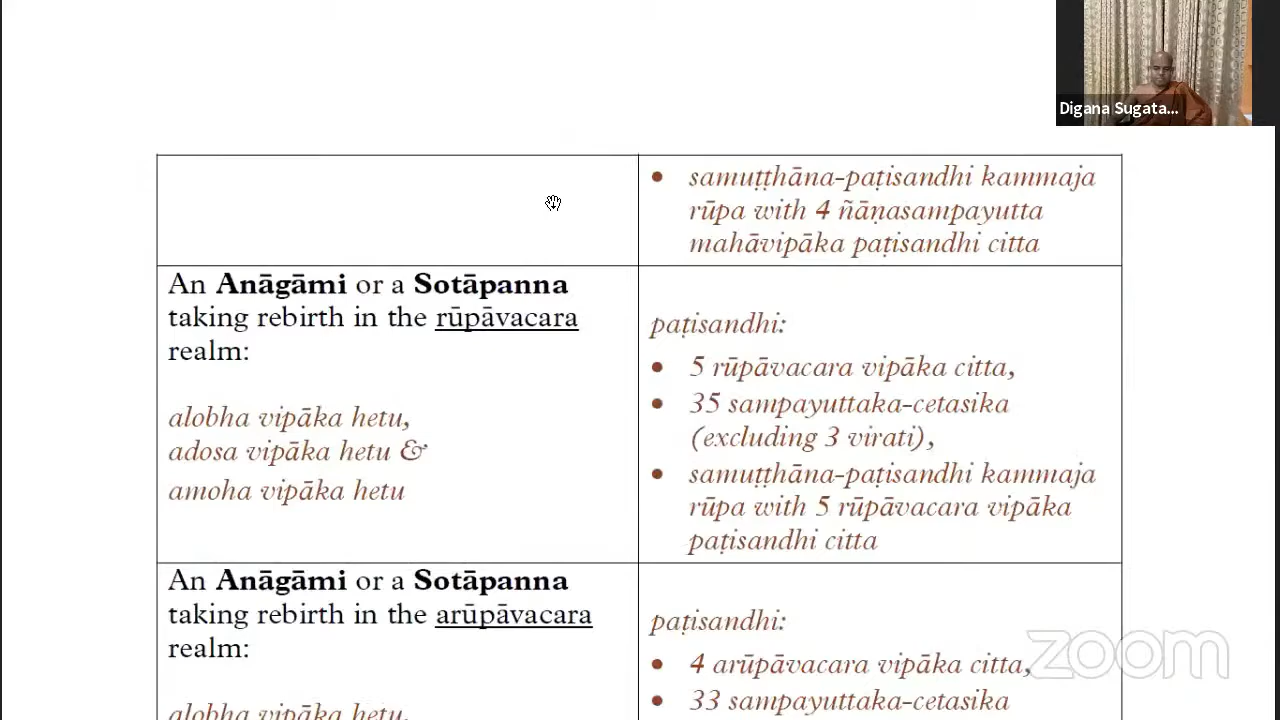 Digana Sugata...
• samuṭṭhāna-paṭisandhi kammaja
rūpa with 4 ñāṇasampayutta
mahāvipāka paṭisandhi citta
An Anāgāmi or a Sotāpanna
taking rebirth in the rūpāvacara
realm:
alobha vipāka hetu,
adosa vipāka hetu &
amoha vipāka hetu
paṭisandhi:
• 5 rūpāvacara vipāka citta,
• 35 sampayuttaka-cetasika
(excluding 3 virati),
• samuṭṭhāna-paṭisandhi kammaja
rūpa with 5 rūpāvacara vipāka
paṭisandhi citta
An Anāgāmi or a Sotāpanna
taking rebirth in the arūpāvacara
realm:
alobha vipāka hetu,
paṭisandhi:
• 4 arūpāvacara vipāka citta,
• 33 sampayuttaka-cetasika
zoom